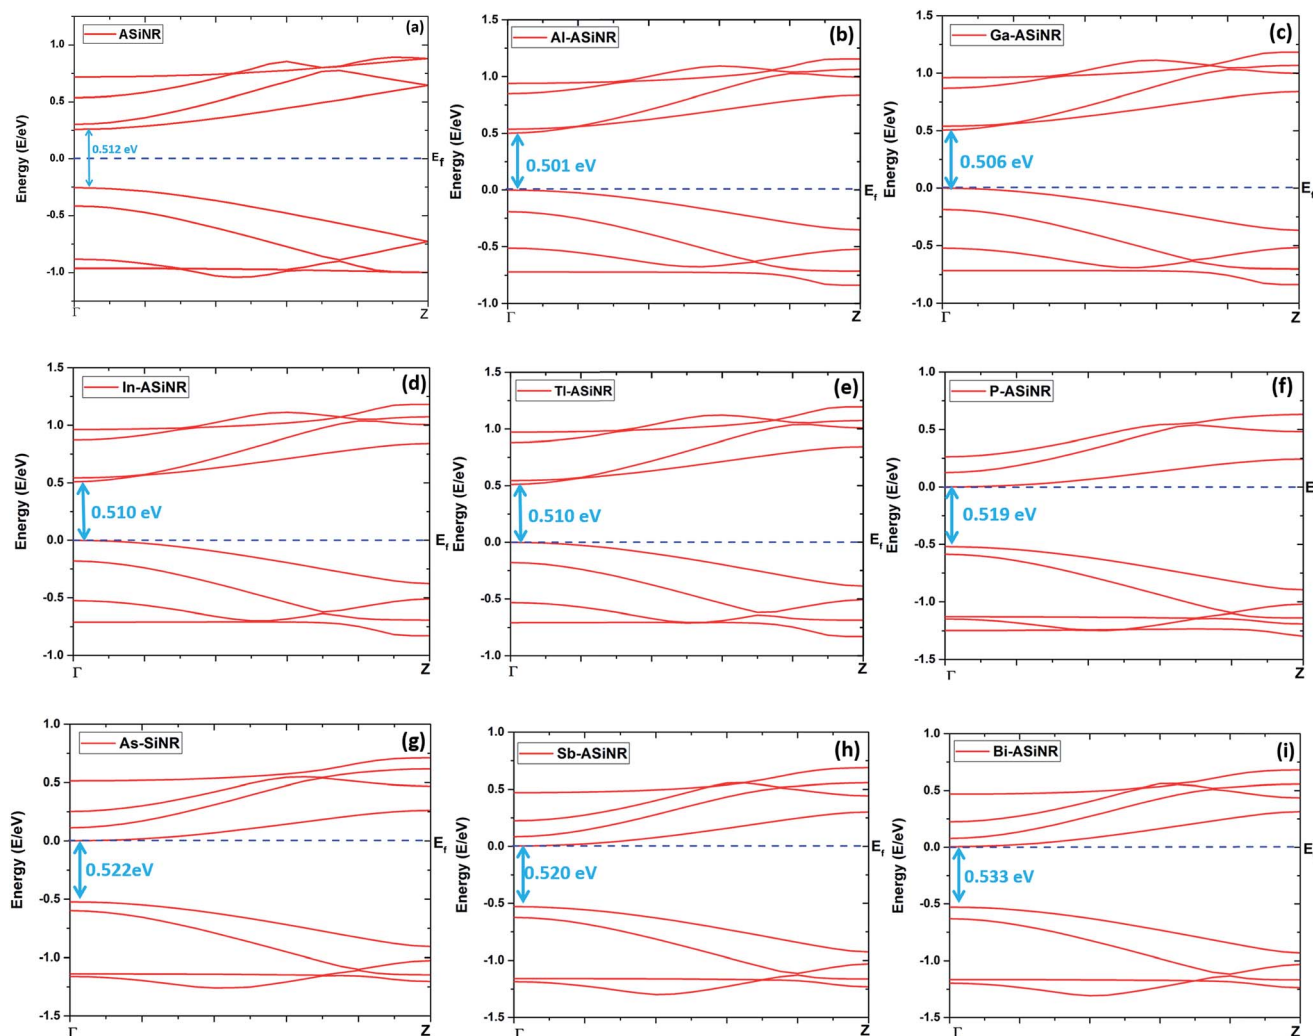 ASiNR
(a)
Energy (E/eV)
1.0
0.5
0.0
-0.5
-1.0
0.512 eV
Ef
Γ
Z
Al-ASiNR
(b)
Energy (E/eV)
1.5
1.0
0.5
0.0
-0.5
-1.0
0.501 eV
Ef
Γ
Z
Ga-ASiNR
(c)
Energy (E/eV)
1.5
1.0
0.5
0.0
-0.5
-1.0
0.506 eV
Ef
Γ
Z
In-ASiNR
(d)
Energy (E/eV)
1.5
1.0
0.5
0.0
-0.5
-1.0
0.510 eV
Ef
Γ
Z
Tl-ASiNR
(e)
Energy (E/eV)
1.5
1.0
0.5
0.0
-0.5
-1.0
0.510 eV
Γ
Z
P-ASiNR
(f)
Energy (E/eV)
1.0
0.5
0.0
-0.5
-1.0
-1.5
0.519 eV
E
Γ
Z
As-SiNR
(g)
Energy (E/eV)
1.0
0.5
0.0
-0.5
-1.0
-1.5
0.522eV
Ef
Γ
Z
Sb-ASiNR
(h)
Energy (E/eV)
1.0
0.5
0.0
-0.5
-1.0
-1.5
0.520 eV
Ef
Γ
Z
Bi-ASiNR
(i)
Energy (E/eV)
1.0
0.5
0.0
-0.5
-1.0
-1.5
0.533 eV
E
Γ
Z